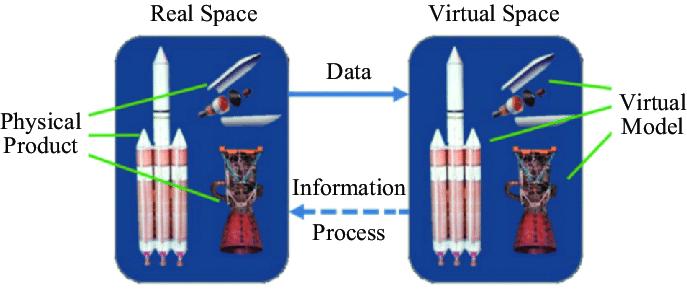 Real Space
Virtual Space
Data
Physical
Product
Virtual
Model
Information
Process